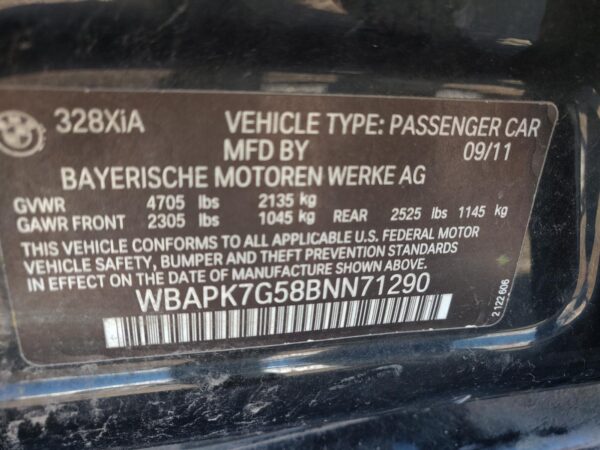 328XiA VEHICLE TYPE: PASSENGER CAR
MFD BY 09/11
BAYERISCHE MOTOREN WERKE AG
GVWR 4705 lbs 2135 kg
GAWR FRONT 2305 lbs 1045 kg REAR 2525 lbs 1145 kg
THIS VEHICLE CONFORMS TO ALL APPLICABLE U.S. FEDERAL MOTOR
VEHICLE SAFETY, BUMPER AND THEFT PREVENTION STANDARDS
IN EFFECT ON THE DATE OF MANUFACTURE SHOWN ABOVE.
WBAPK7G58BNN71290
2 122 606